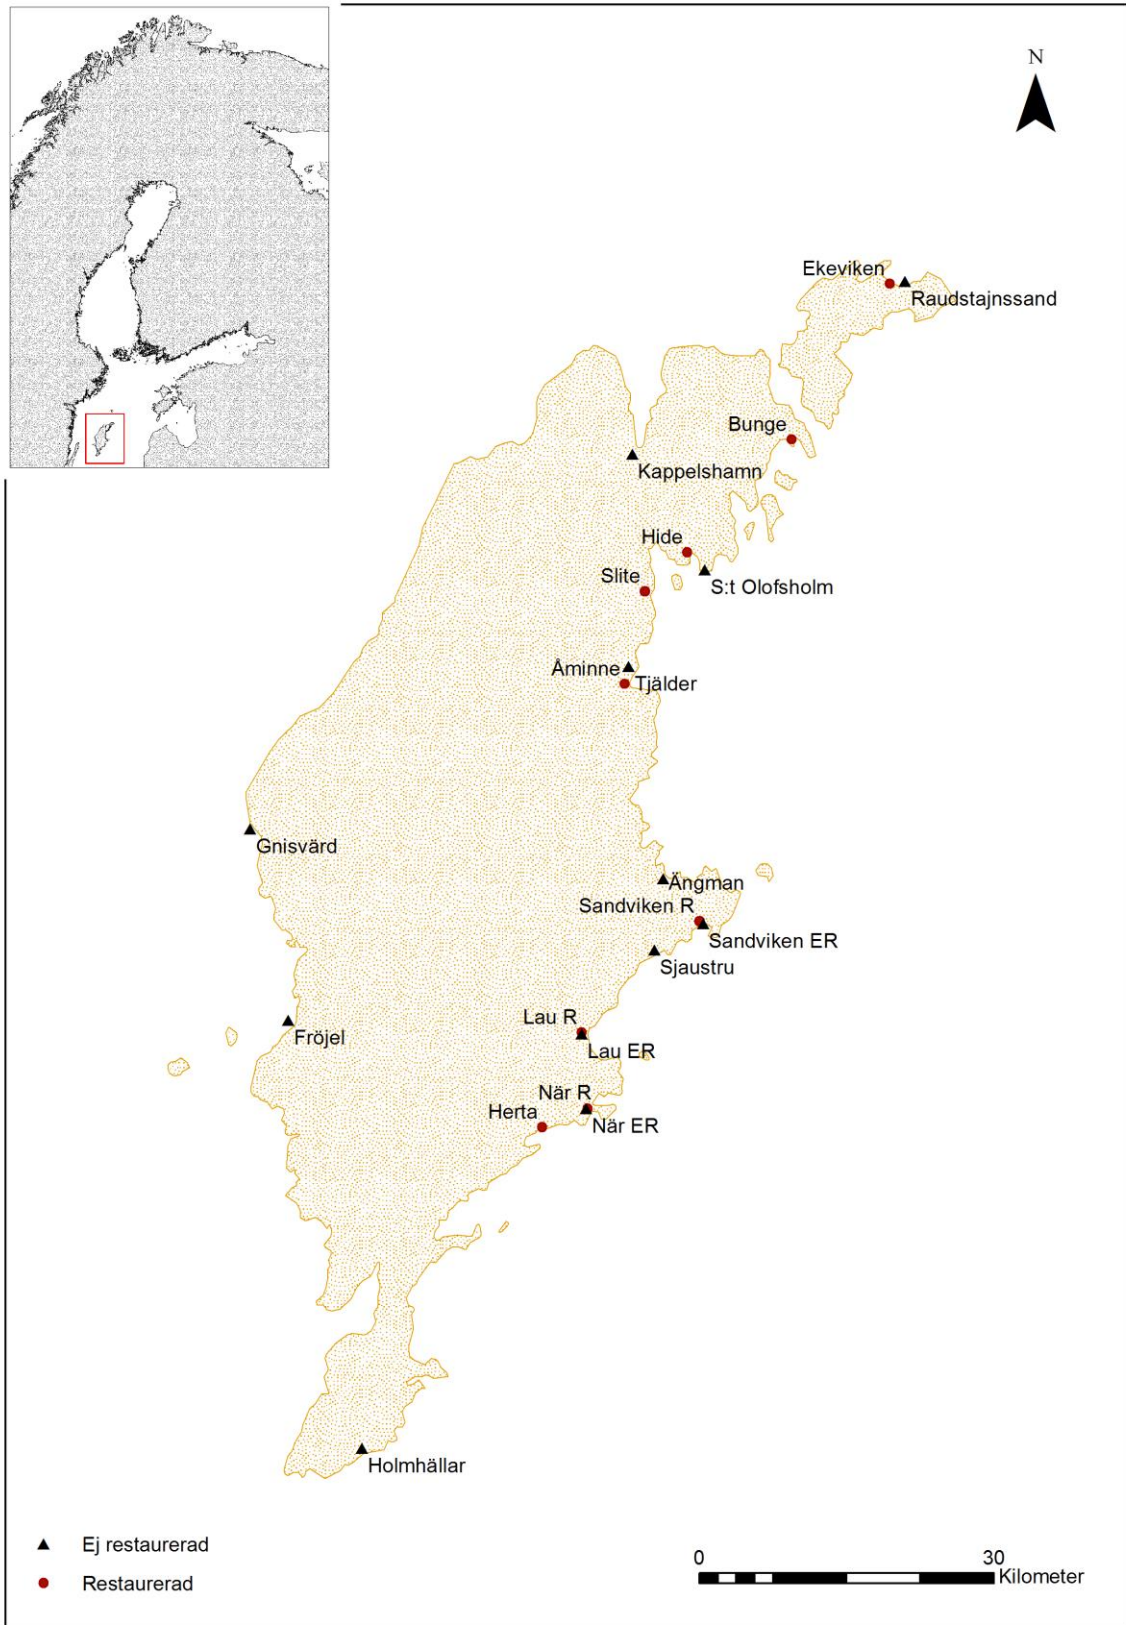 N
Ekeviken
Raudstajnssand
Bunge
Kappelshamn
Hide
S:t Olofsholm
Slite
Åminne
Tjälder
Gnisvärd
Ängman
Sandviken R
Sandviken ER
Sjaustru
Lau R
Fröjel
Lau ER
När R
Herta
När ER
Holmhällar
Ej restaurerad
Restaurerad
0 30
Kilometer